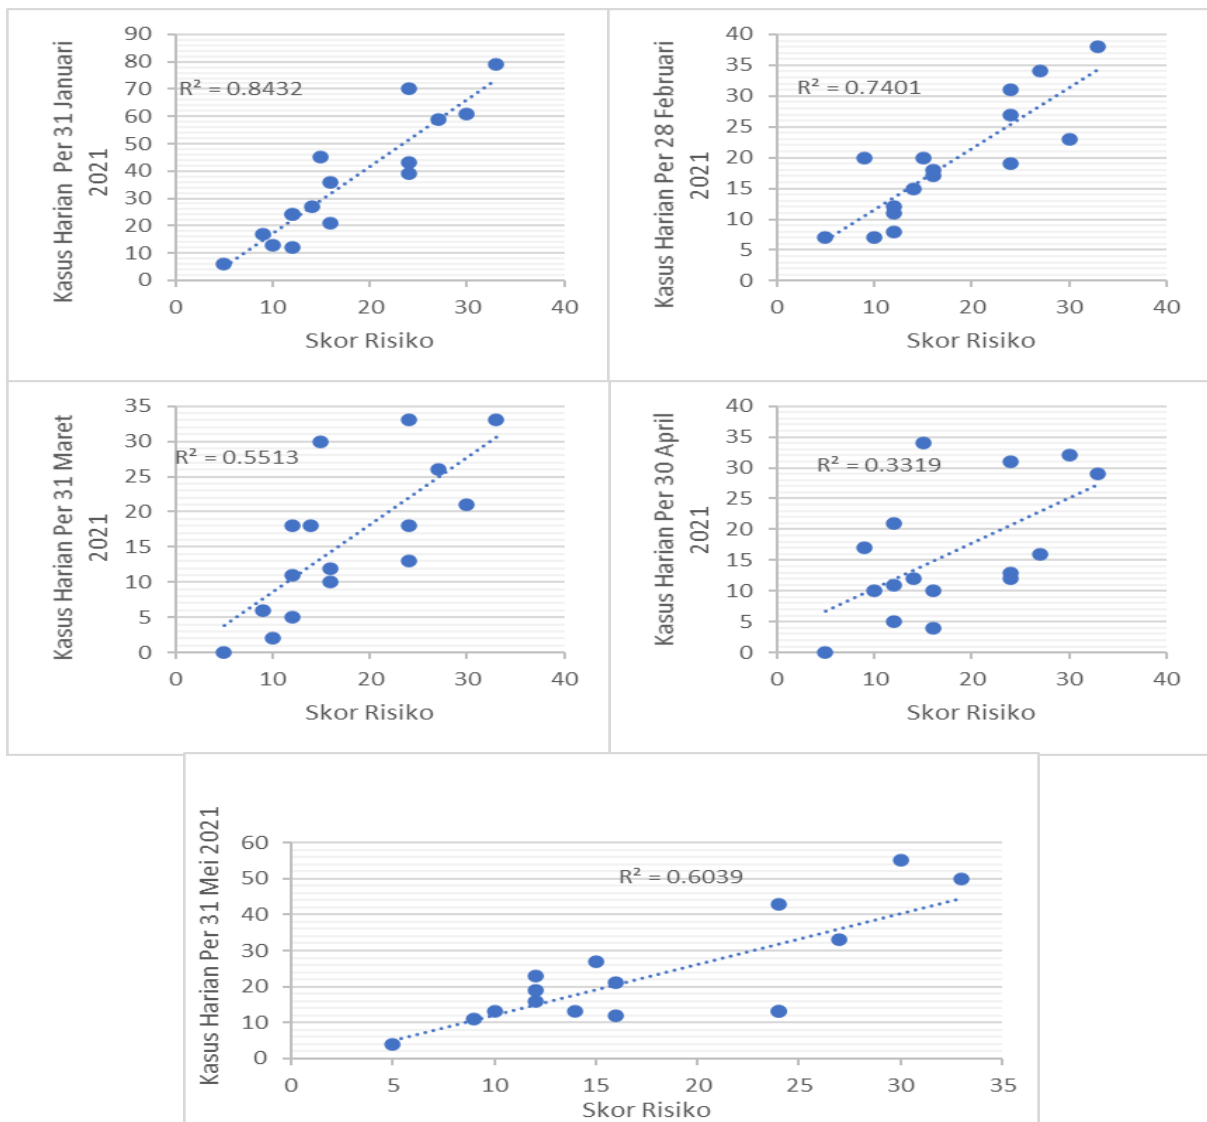 Kasus Harian Per 31 Januari
2021
90
80
70
60
50
40
30
20
10
0
R² = 0.8432
0 10 20 30 40
Skor Risiko
Kasus Harian Per 28 Februari
2021
40
35
30
25
20
15
10
5
0
R² = 0.7401
0 10 20 30 40
Skor Risiko
Kasus Harian Per 31 Maret
2021
35
30
25
20
15
10
5
0
R² = 0.5513
0 10 20 30 40
Skor Risiko
Kasus Harian Per 30 April
2021
40
35
30
25
20
15
10
5
0
R² = 0.3319
0 10 20 30 40
Skor Risiko
Kasus Harian Per 31 Mei 2021
60
50
40
30
20
10
0
R² = 0.6039
0 5 10 15 20 25 30 35
Skor Risiko